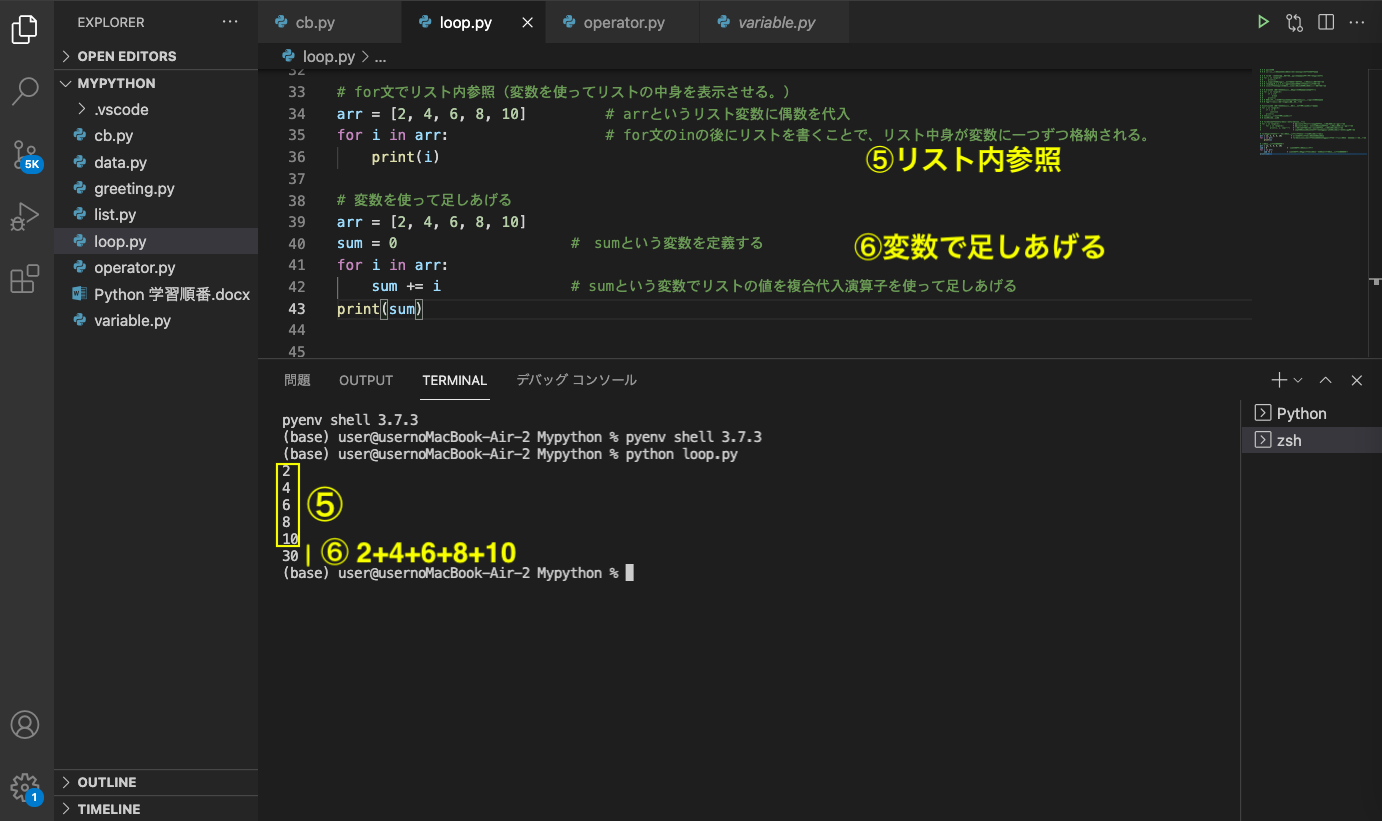 EXPLORER
OPEN EDITORS
MYPYTHON
.vscode
cb.py
data.py
greeting.py
list.py
loop.py
operator.py
Python 学習順番.docx
variable.py
OUTLINE
TIMELINE
5K
1
cb.py
loop.py
operator.py
variable.py
loop.py > ...
32
33 # for文でリスト内参照（変数を使ってリストの中身を表示させる。）
34 arr = [2, 4, 6, 8, 10] # arrというリスト変数に偶数を代入
35 for i in arr: # for文のinの後にリストを書くことで、リスト中身が変数に一つずつ格納される。
36 print(i)
⑤リスト内参照
37
38 # 変数を使って足しあげる
39 arr = [2, 4, 6, 8, 10]
40 sum = 0 # sumという変数を定義する
⑥変数で足しあげる
41 for i in arr:
42 sum += i # sumという変数でリストの値を複合代入演算子を使って足しあげる
43 print(sum)
44
45
問題 OUTPUT TERMINAL デバッグ コンソール
pyenv shell 3.7.3
(base) user@usernoMacBook-Air-2 Mypython % pyenv shell 3.7.3
(base) user@usernoMacBook-Air-2 Mypython % python loop.py
2
4
6
8
10
⑤
30
| ⑥ 2+4+6+8+10
(base) user@usernoMacBook-Air-2 Mypython %
Python
zsh